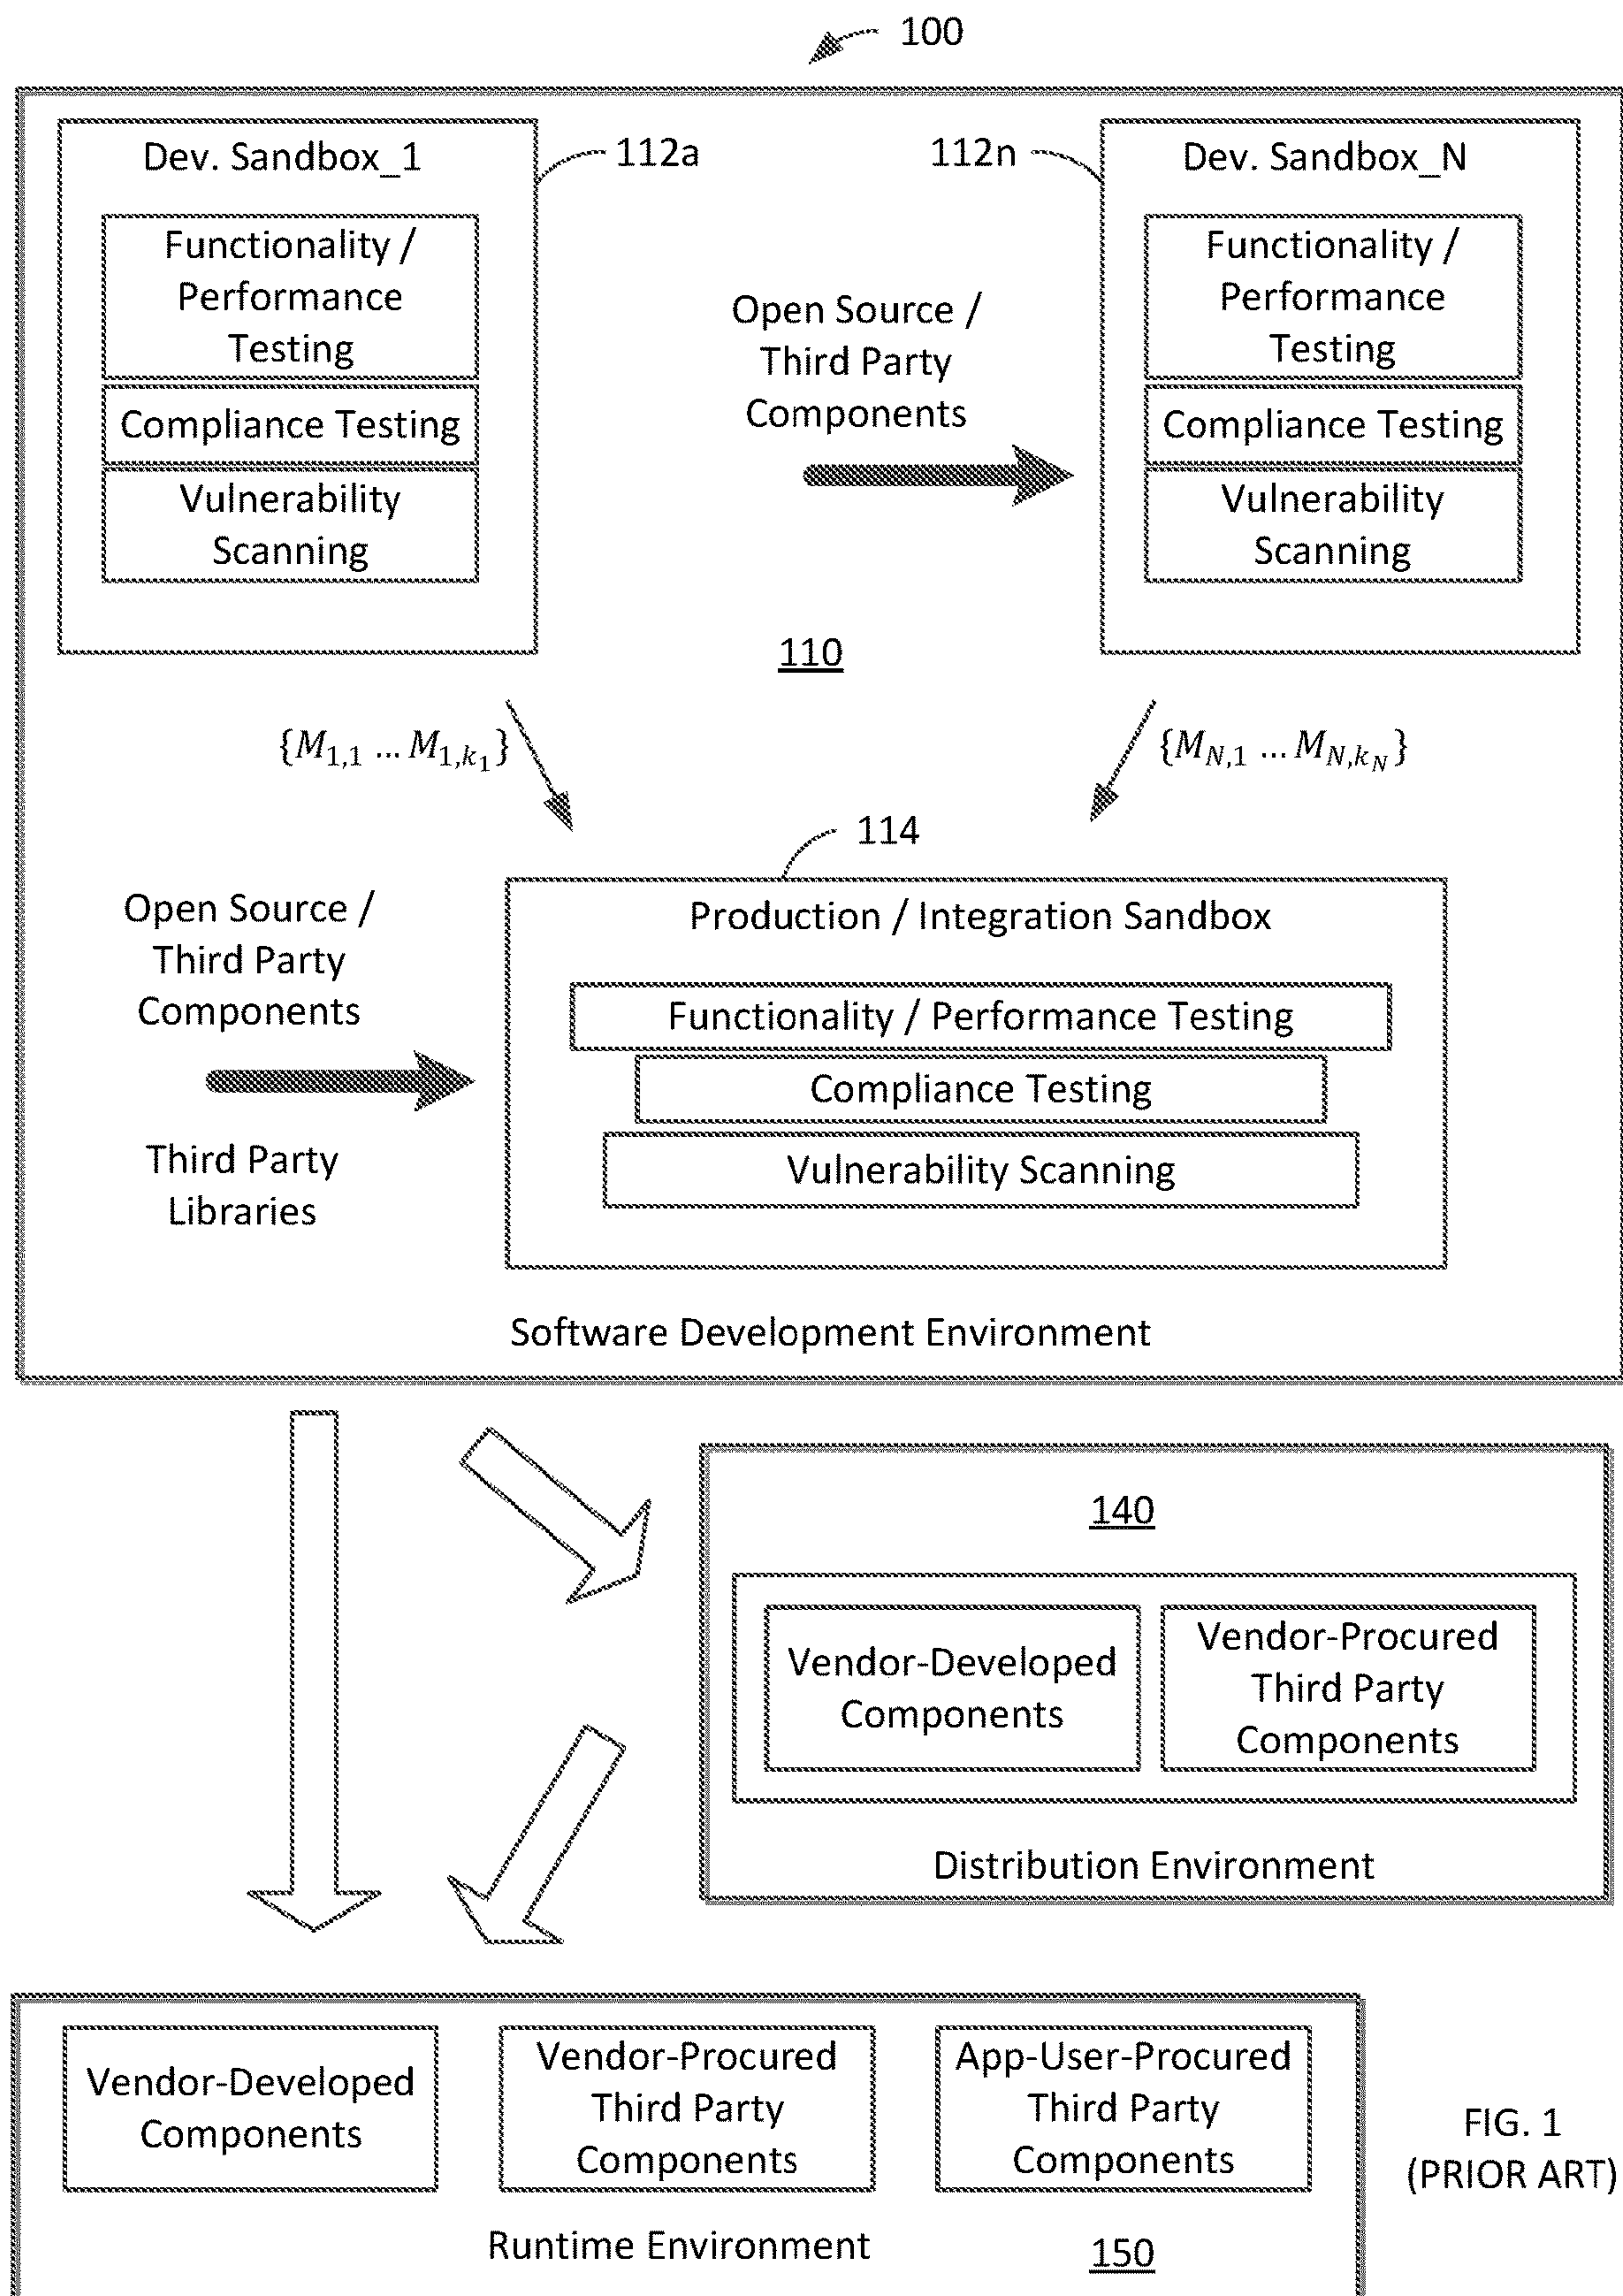 100
Dev. Sandbox_1
112a
112n
Dev. Sandbox_N
Functionality /
Performance
Testing
Compliance Testing
Vulnerability
Scanning
Open Source /
Third Party
Components
Functionality /
Performance
Testing
Compliance Testing
Vulnerability
Scanning
110
{M1,1 ... M1,k1}
{MN,1 ... MN,kN}
114
Open Source /
Third Party
Components
Third Party
Libraries
Production / Integration Sandbox
Functionality / Performance Testing
Compliance Testing
Vulnerability Scanning
Software Development Environment
140
Vendor-Developed
Components
Vendor-Procured
Third Party
Components
Distribution Environment
Vendor-Developed
Components
Vendor-Procured
Third Party
Components
App-User-Procured
Third Party
Components
Runtime Environment
150
FIG. 1
(PRIOR ART)